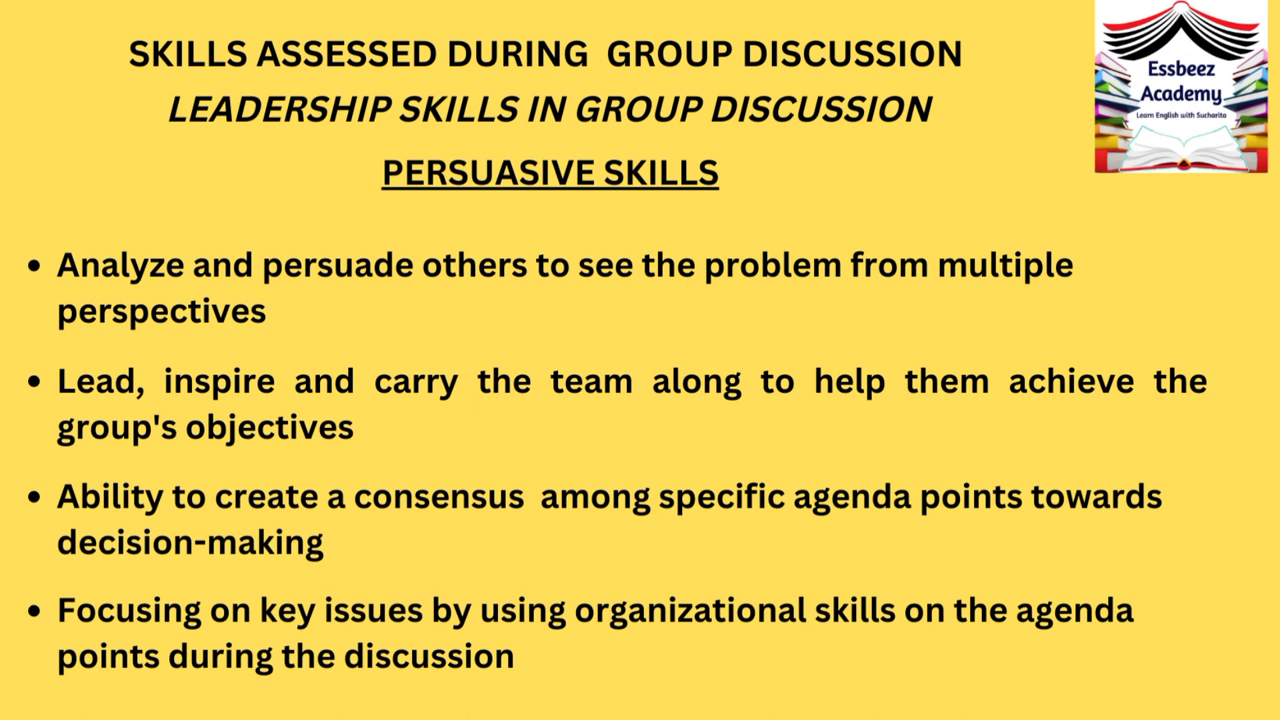 SKILLS ASSESSED DURING GROUP DISCUSSION
LEADERSHIP SKILLS IN GROUP DISCUSSION
PERSUASIVE SKILLS
Essbeez
Academy
Learn English with Sucharita
• Analyze and persuade others to see the problem from multiple
perspectives
• Lead, inspire and carry the team along to help them achieve the
group's objectives
• Ability to create a consensus among specific agenda points towards
decision-making
• Focusing on key issues by using organizational skills on the agenda
points during the discussion